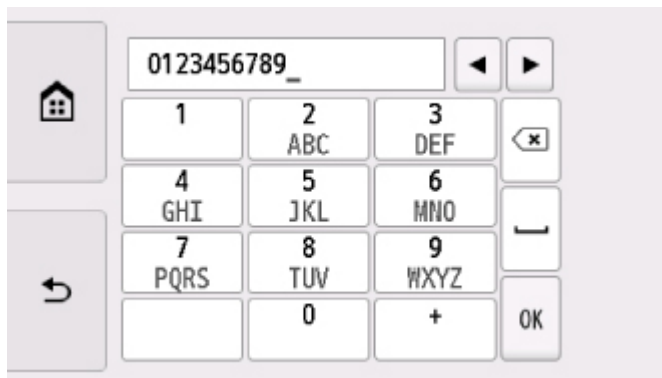 0123456789_
1 2 3
ABC DEF
4 5 6
GHI JKL MNO
7 8 9
PQRS TUV WXYZ
0 + OK